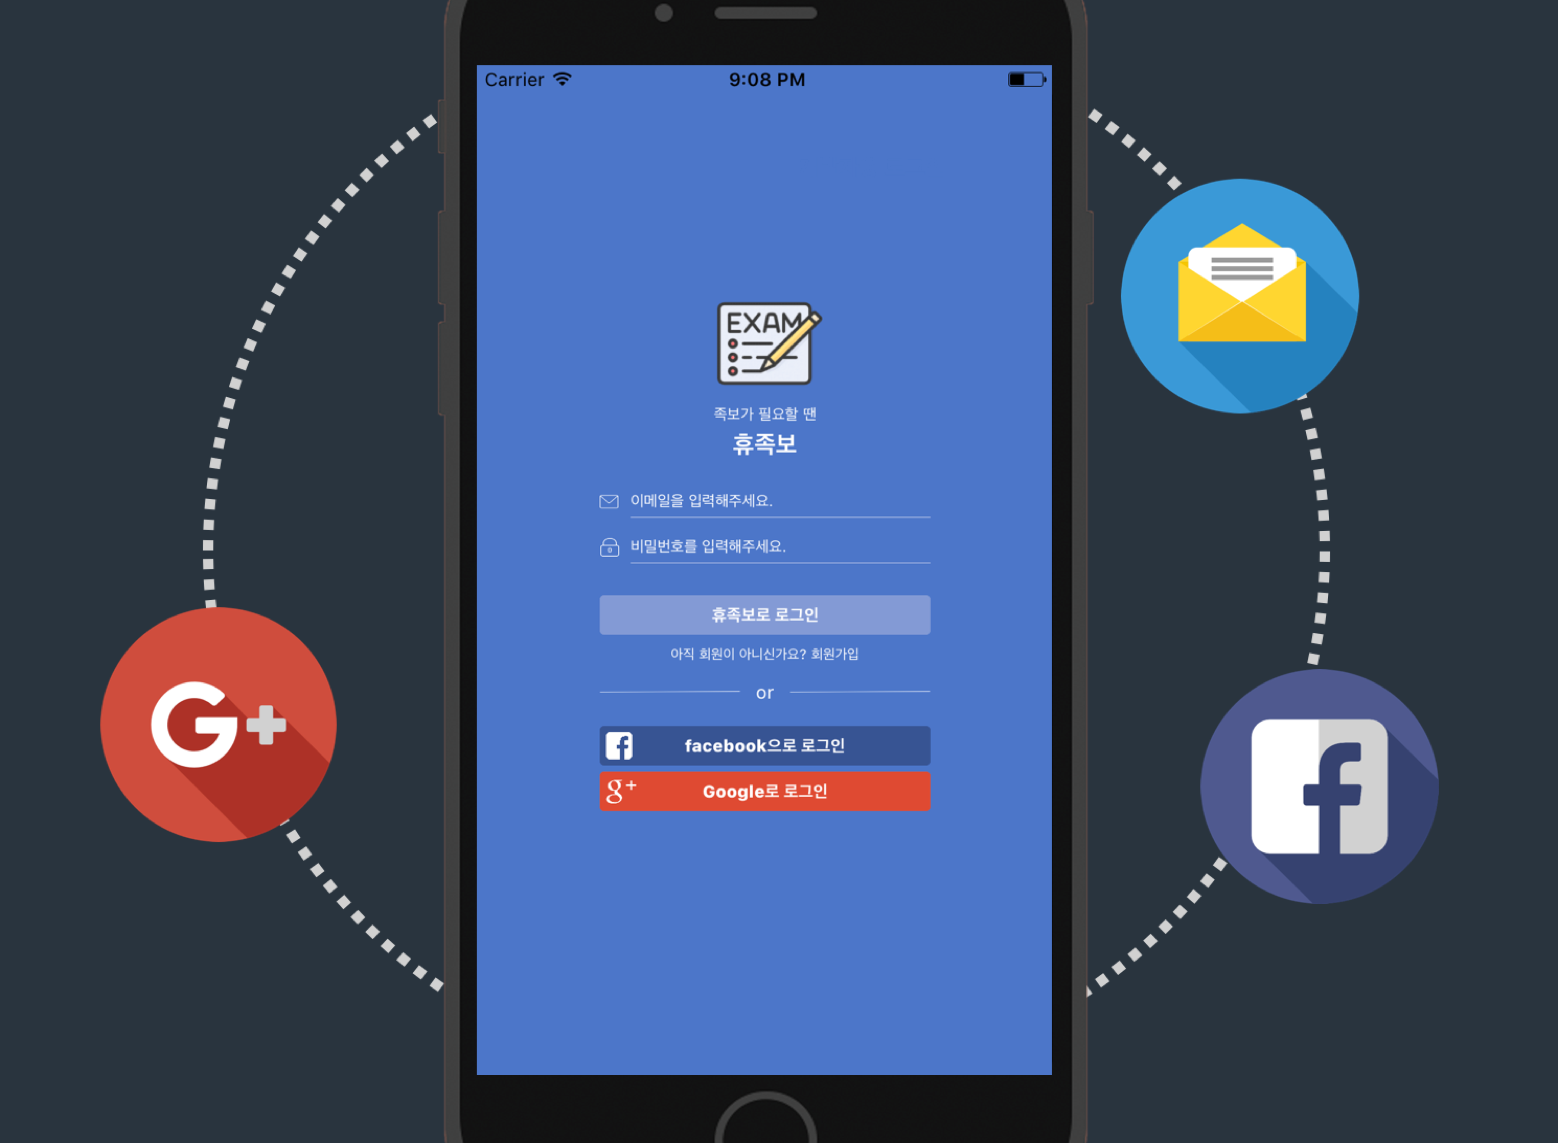 Carrier 9:08 PM
EXAM
족보가 필요할 땐
휴족보
이메일을 입력해주세요.
비밀번호를 입력해주세요.
휴족보로 로그인
아직 회원이 아니신가요? 회원가입
or
facebook으로 로그인
g+ Google로 로그인
G+
f